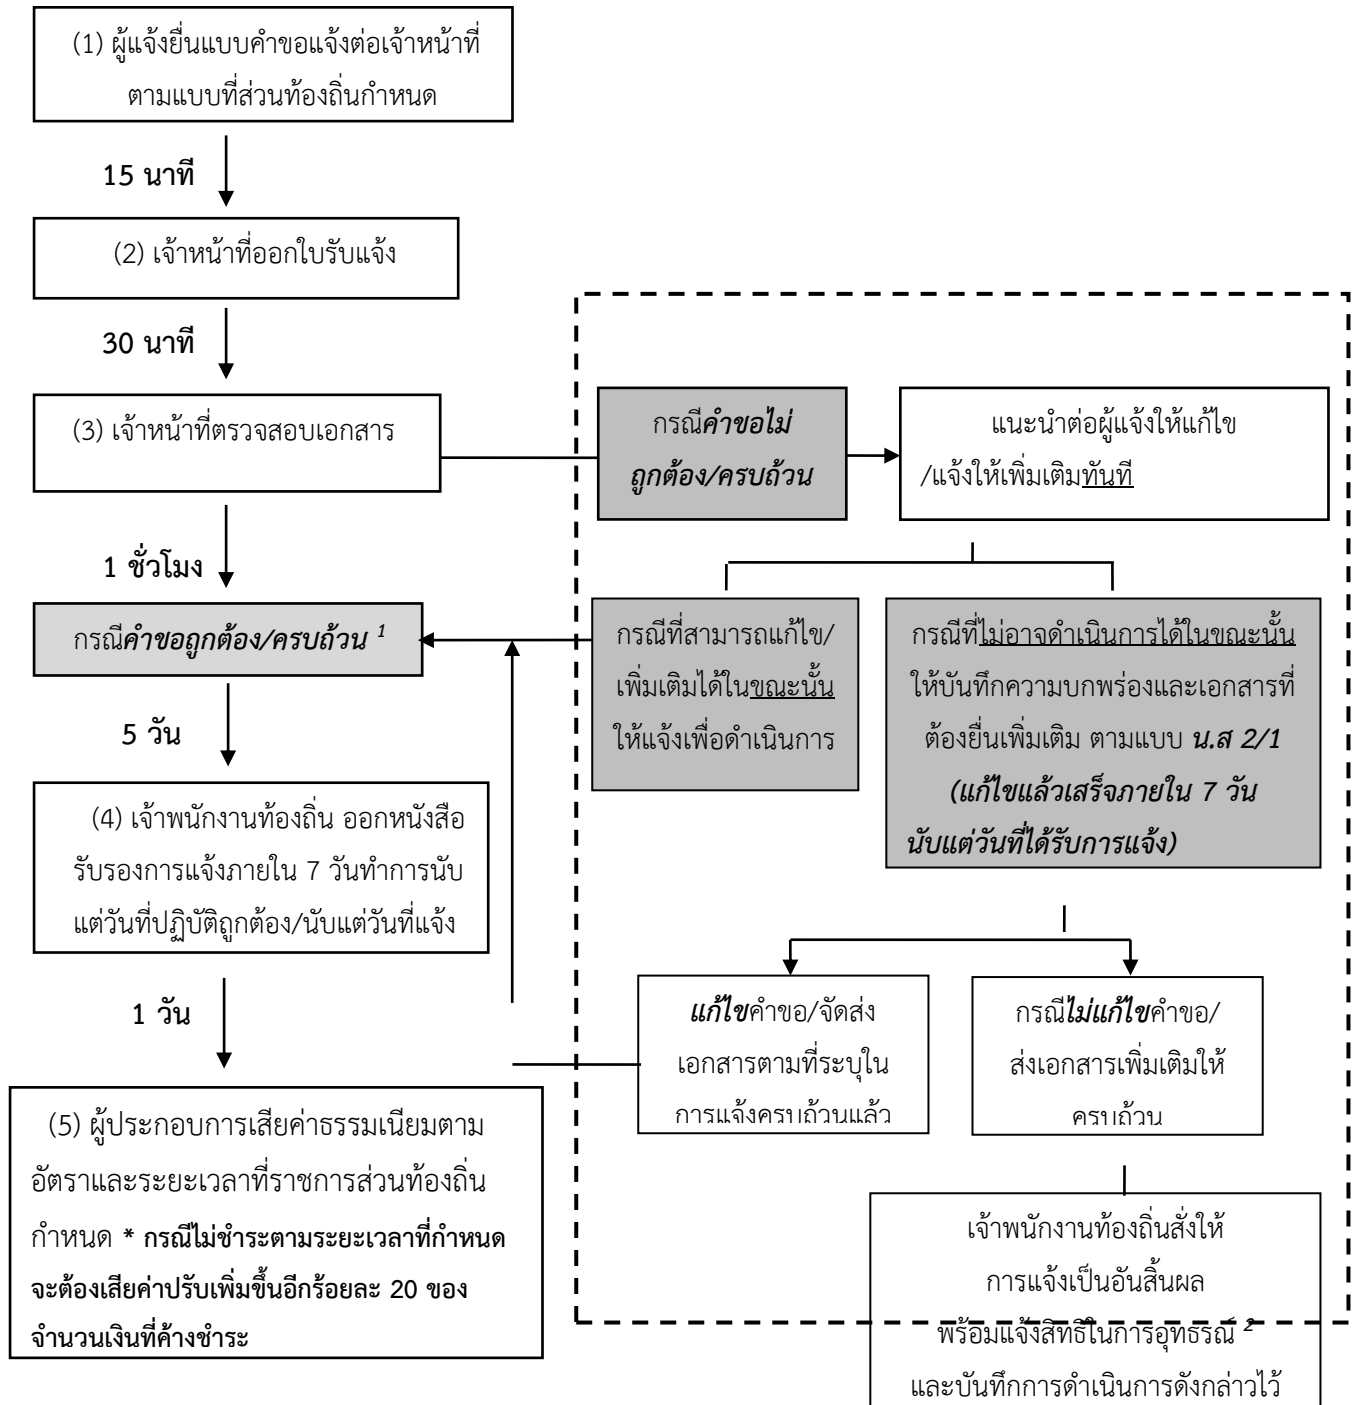 (1) ผู้แจ้งยื่นแบบคำขอแจ้งต่อเจ้าหน้าที่
ตามแบบที่ส่วนท้องถิ่นกำหนด
15 นาที
(2) เจ้าหน้าที่ออกใบรับแจ้ง
30 นาที
(3) เจ้าหน้าที่ตรวจสอบเอกสาร
กรณีคำขอไม่
ถูกต้อง/ครบถ้วน
แนะนำต่อผู้แจ้งให้แก้ไข
/แจ้งให้เพิ่มเติมทันที
1 ชั่วโมง
กรณีคำขอถูกต้อง/ครบถ้วน 1
กรณีที่สามารถแก้ไข/
เพิ่มเติมได้ในขณะนั้น
ให้แจ้งเพื่อดำเนินการ
กรณีที่ไม่อาจดำเนินการได้ในขณะนั้น
ให้บันทึกความบกพร่องและเอกสารที่
ต้องยื่นเพิ่มเติม ตามแบบ น.ส 2/1
(แก้ไขแล้วเสร็จภายใน 7 วัน
นับแต่วันที่ได้รับการแจ้ง)
5 วัน
(4) เจ้าพนักงานท้องถิ่น ออกหนังสือ
รับรองการแจ้งภายใน 7 วันทำการนับ
แต่วันที่ปฏิบัติถูกต้อง/นับแต่วันที่แจ้ง
1 วัน
แก้ไขคำขอ/จัดส่ง
เอกสารตามที่ระบุใน
การแจ้งครบถ้วนแล้ว
กรณีไม่แก้ไขคำขอ/
ส่งเอกสารเพิ่มเติมให้
ครบถ้วน
(5) ผู้ประกอบการเสียค่าธรรมเนียมตาม
อัตราและระยะเวลาที่ราชการส่วนท้องถิ่น
กำหนด * กรณีไม่ชำระตามระยะเวลาที่กำหนด
จะต้องเสียค่าปรับเพิ่มขึ้นอีกร้อยละ 20 ของ
จำนวนเงินที่ค้างชำระ
เจ้าพนักงานท้องถิ่นสั่งให้
การแจ้งเป็นอันสิ้นผล
พร้อมแจ้งสิทธิในการอุทธรณ์ 2
และบันทึกการดำเนินการดังกล่าวไว้